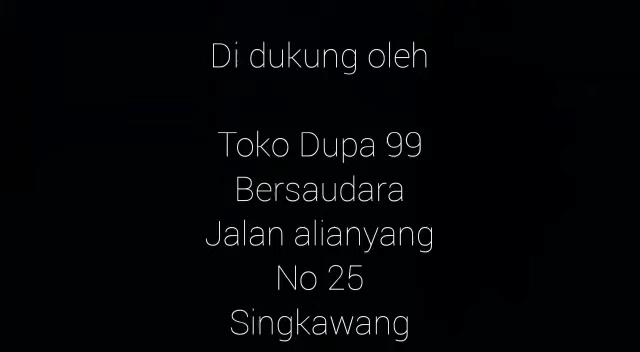 Di dukung oleh
Toko Dupa 99
Bersaudara
Jalan alianyang
No 25
Singkawang